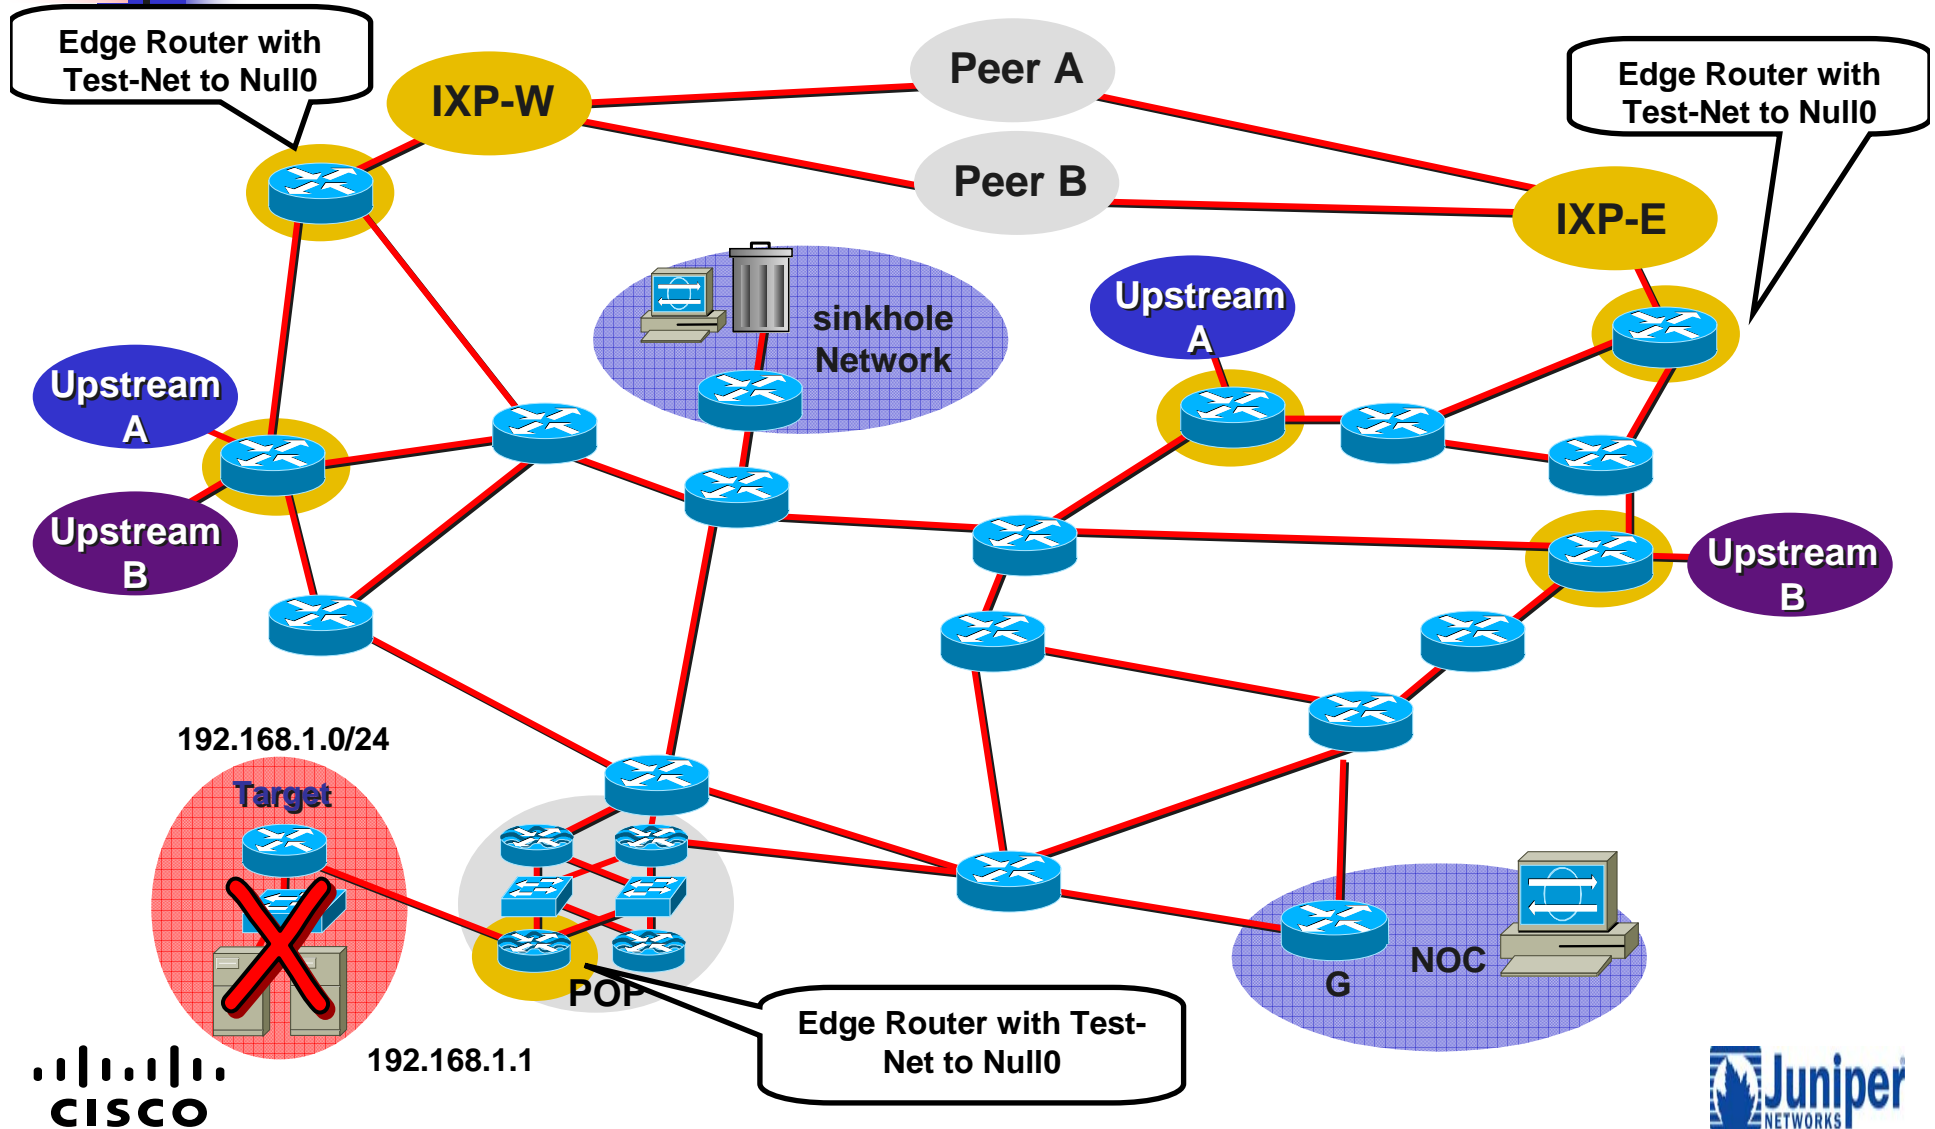 Edge Router with
Test-Net to Null0
IXP-W
Peer A
Edge Router with
Test-Net to Null0
Peer B
IXP-E
sinkhole
Network
Upstream
A
Upstream
A
Upstream
B
Upstream
B
192.168.1.0/24
Target
POP
NOC
G
Edge Router with Test-
Net to Null0
192.168.1.1
CISCO
Juniper
NETWORKS